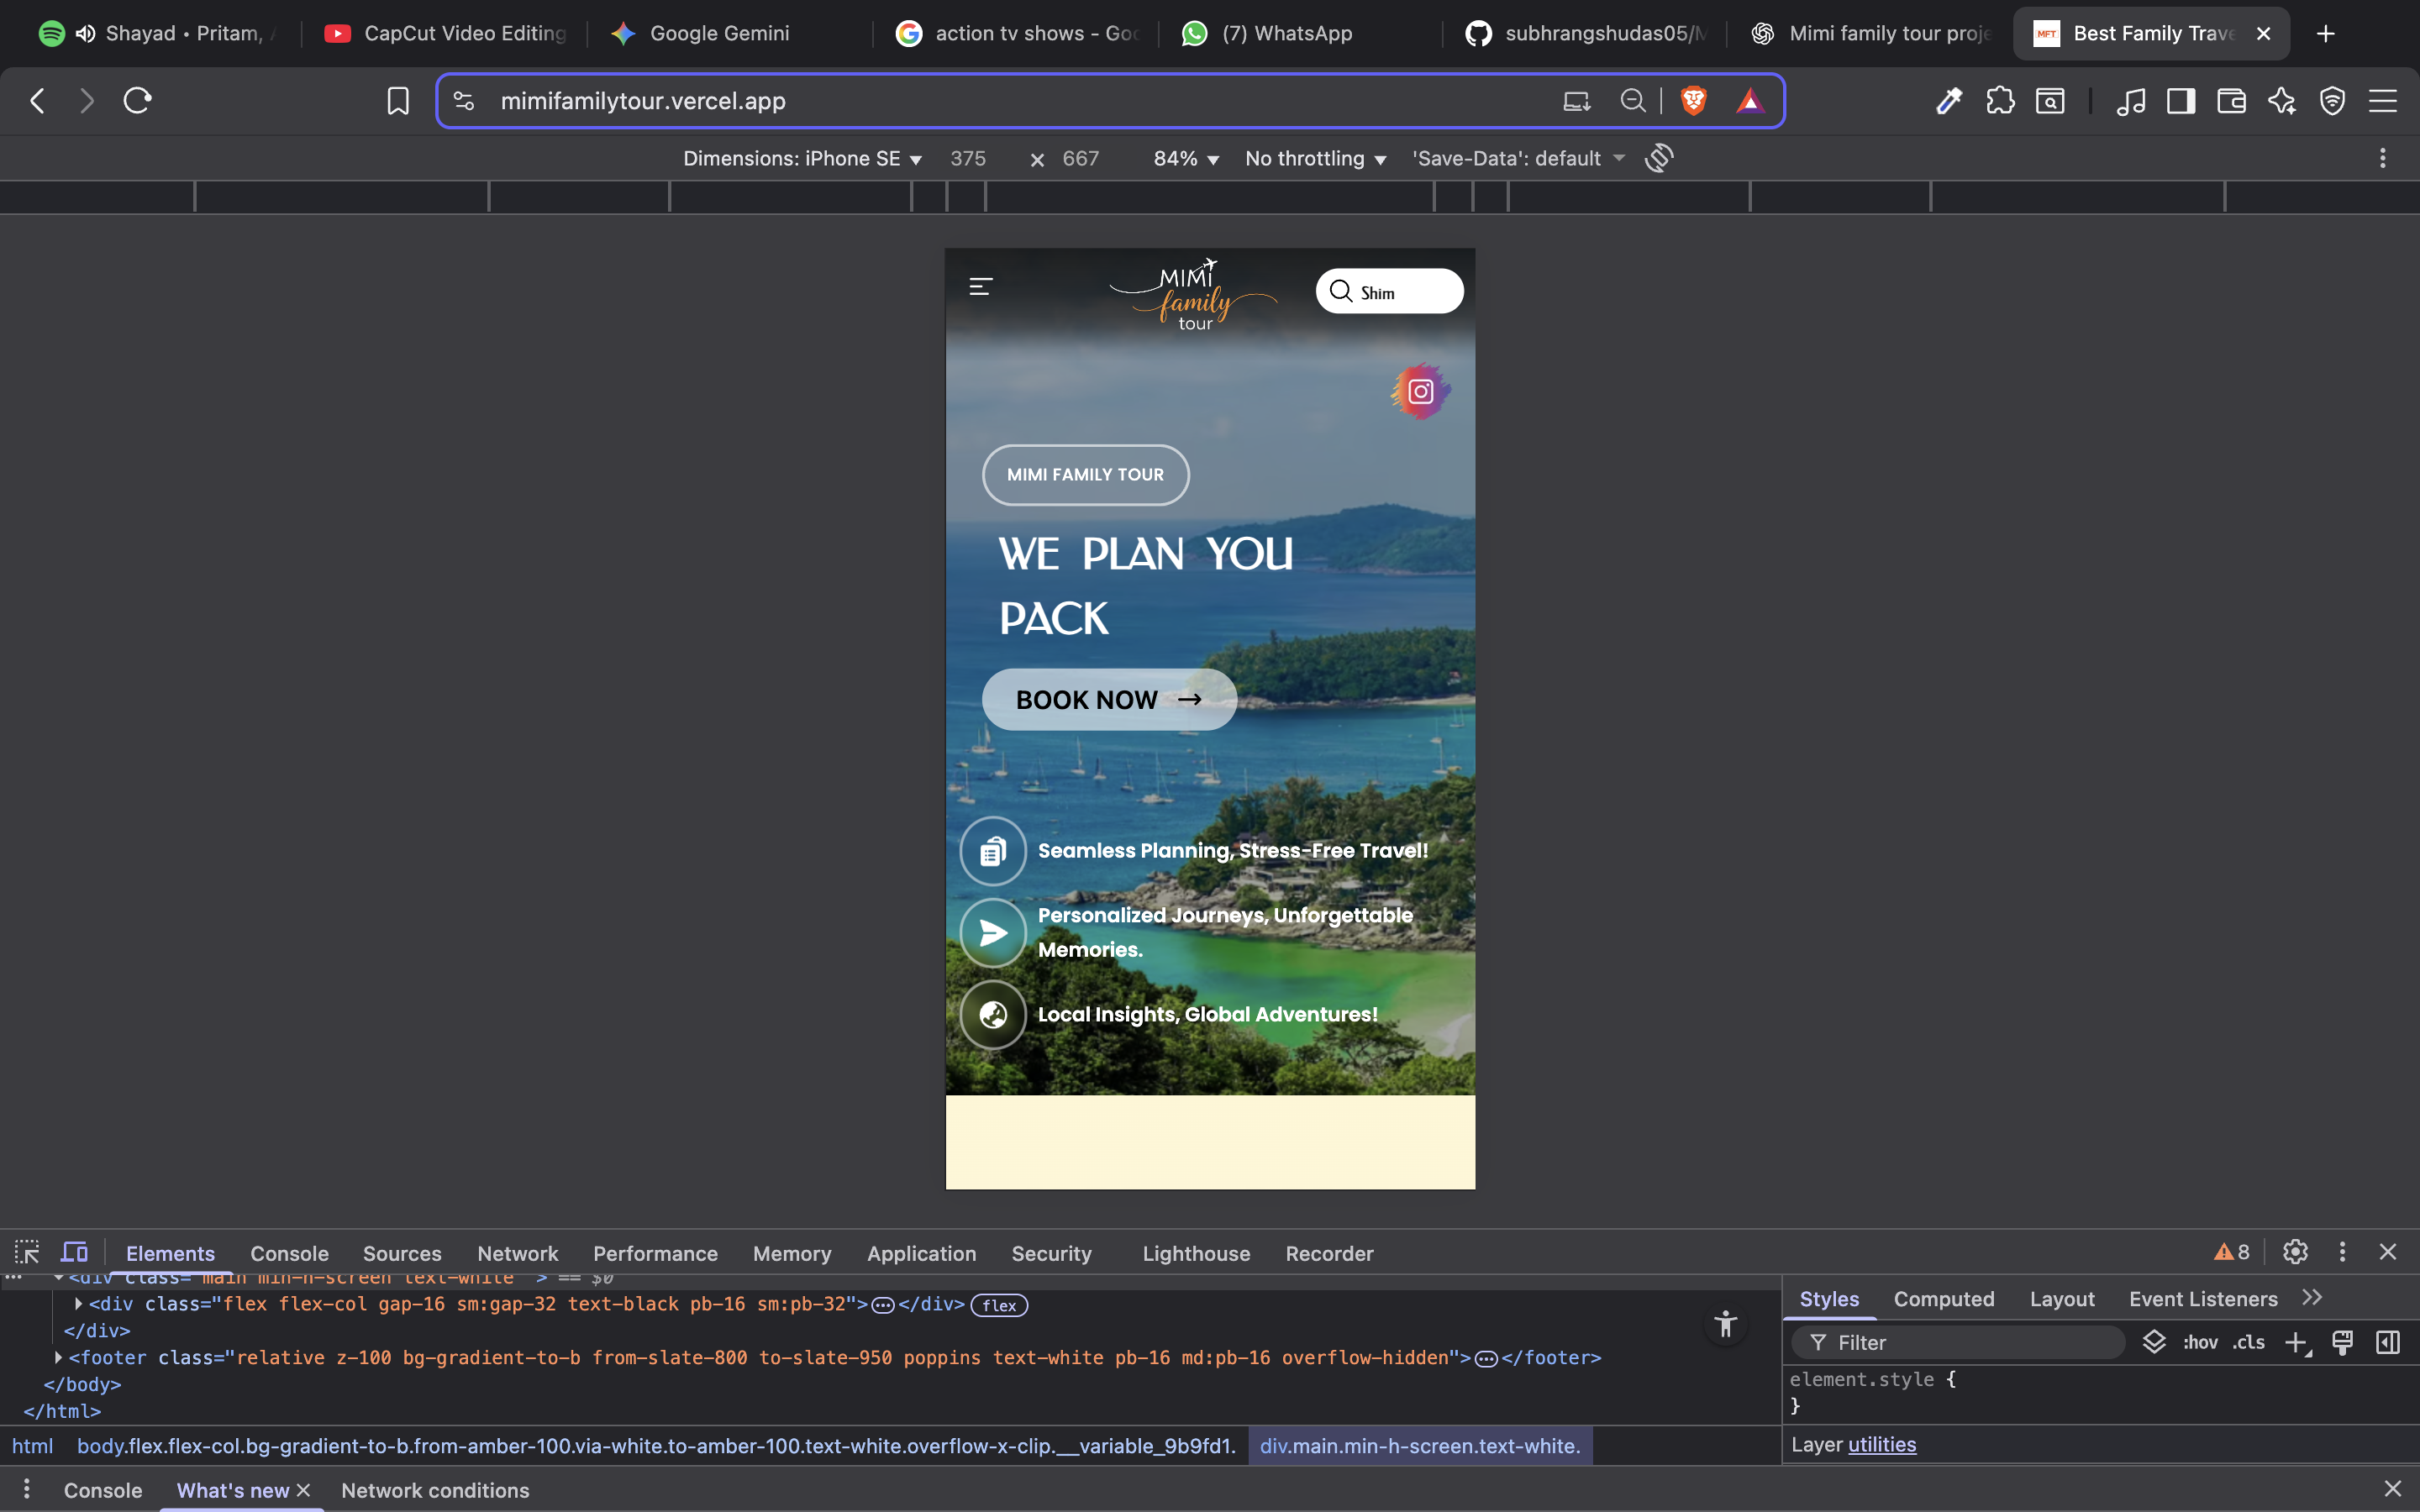 Shayad • Pritam,
CapCut Video Editing
Google Gemini
action tv shows - Goo
(7) WhatsApp
subhrangshudas05/M
Mimi family tour proje
MFT
Best Family Trave
mimifamilytour.vercel.app
Dimensions: iPhone SE
375
667
84%
No throttling
'Save-Data': default
MIMI
family
tour
Shim
MIMI FAMILY TOUR
WE PLAN YOU
PACK
BOOK NOW →
Seamless Planning, Stress-Free Travel!
Personalized Journeys, Unforgettable
Memories.
Local Insights, Global Adventures!
Elements
Console
Sources
Network
Performance
Memory
Application
Security
Lighthouse
Recorder
8
<div class="main min-h-screen text-white "> == $0
<div class="flex flex-col gap-16 sm:gap-32 text-black pb-16 sm:pb-32">…</div> flex
</div>
<footer class="relative z-100 bg-gradient-to-b from-slate-800 to-slate-950 poppins text-white pb-16 md:pb-16 overflow-hidden">…</footer>
</body>
</html>
html
body.flex.flex-col.bg-gradient-to-b.from-amber-100.via-white.to-amber-100.text-white.overflow-x-clip.__variable_9b9fd1.
div.main.min-h-screen.text-white.
Styles
Computed
Layout
Event Listeners
Filter
:hov
.cls
element.style {
}
Layer utilities
Console
What's new
Network conditions